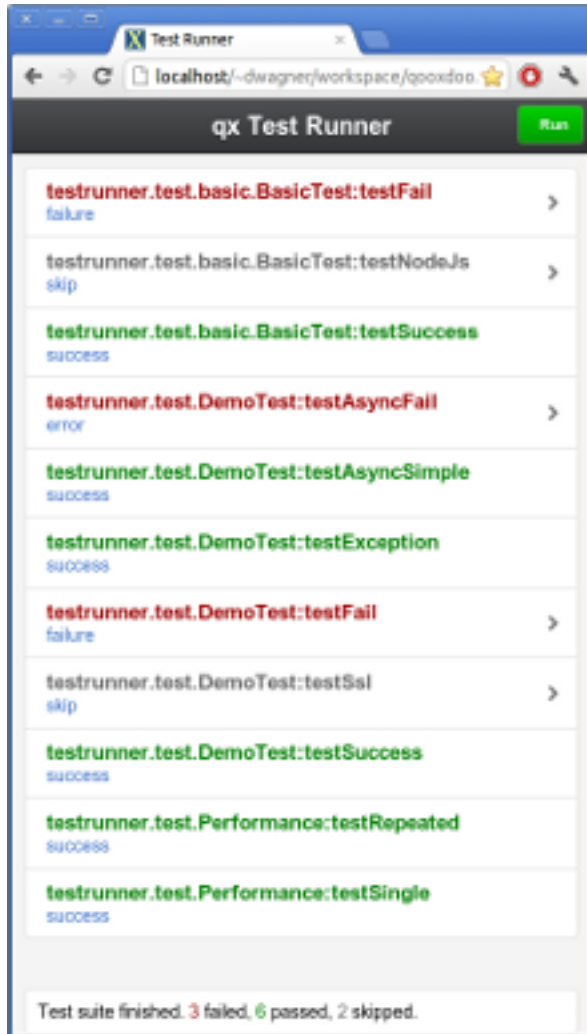 Test Runner
localhost/~dwagner/workspace/qooxdoo.
qx Test Runner
Run
testrunner.test.basic.BasicTest:testFail
failure
testrunner.test.basic.BasicTest:testNodeJs
skip
testrunner.test.basic.BasicTest:testSuccess
success
testrunner.test.DemoTest:testAsyncFail
error
testrunner.test.DemoTest:testAsyncSimple
success
testrunner.test.DemoTest:testException
success
testrunner.test.DemoTest:testFail
failure
testrunner.test.DemoTest:testSsl
skip
testrunner.test.DemoTest:testSuccess
success
testrunner.test.Performance:testRepeated
success
testrunner.test.Performance:testSingle
success
Test suite finished. 3 failed, 6 passed, 2 skipped.